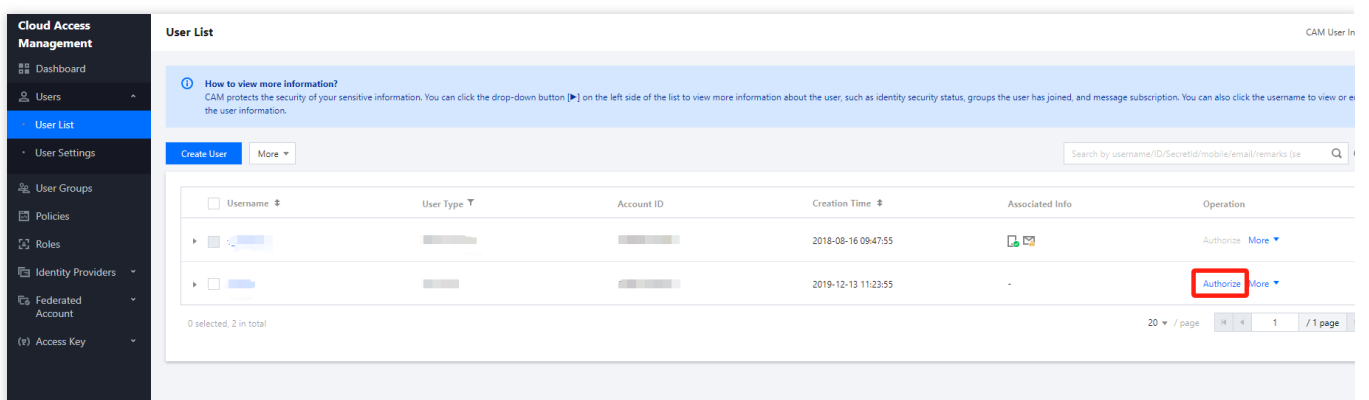 Cloud Access
Management
Dashboard
Users
User List
User Settings
User Groups
Policies
Roles
Identity Providers
Federated
Account
Access Key
User List
CAM User In
How to view more information?
CAM protects the security of your sensitive information. You can click the drop-down button [▶] on the left side of the list to view more information about the user, such as identity security status, groups the user has joined, and message subscription. You can also click the username to view or e
the user information.
Create User More
Search by username/ID/SecretId/mobile/email/remarks (se
Username User Type Account ID Creation Time Associated Info Operation
2018-08-16 09:47:55 Authorize More
2019-12-13 11:23:55 - Authorize More
0 selected, 2 in total 20 / page 1 / 1 page